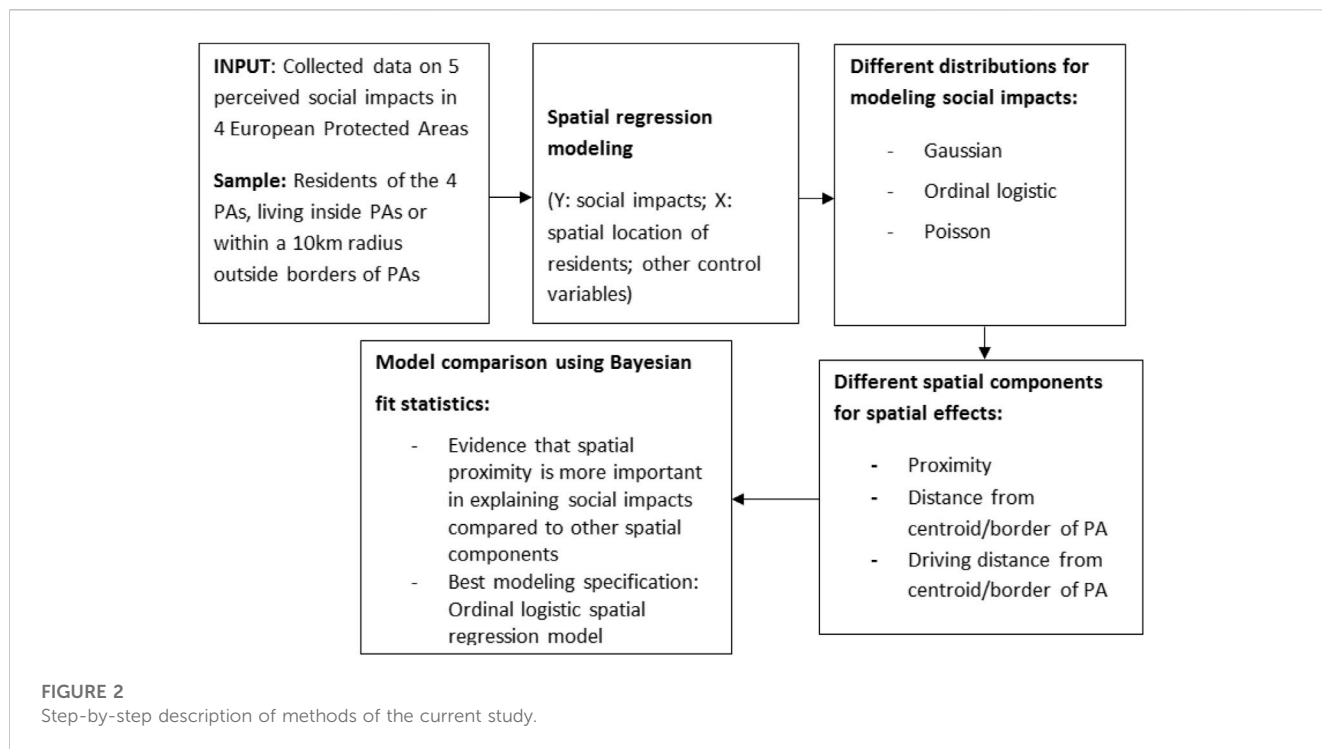 INPUT: Collected data on 5
perceived social impacts in
4 European Protected Areas
Sample: Residents of the 4
PAs, living inside PAs or
within a 10km radius
outside borders of PAs
Spatial regression
modeling
(Y: social impacts; X:
spatial location of
residents; other control
variables)
Different distributions for
modeling social impacts:
- Gaussian
- Ordinal logistic
- Poisson
Different spatial components
for spatial effects:
- Proximity
- Distance from
centroid/border of PA
- Driving distance from
centroid/border of PA
Model comparison using Bayesian
fit statistics:
- Evidence that spatial
proximity is more important
in explaining social impacts
compared to other spatial
components
- Best modeling specification:
Ordinal logistic spatial
regression model
FIGURE 2
Step-by-step description of methods of the current study.